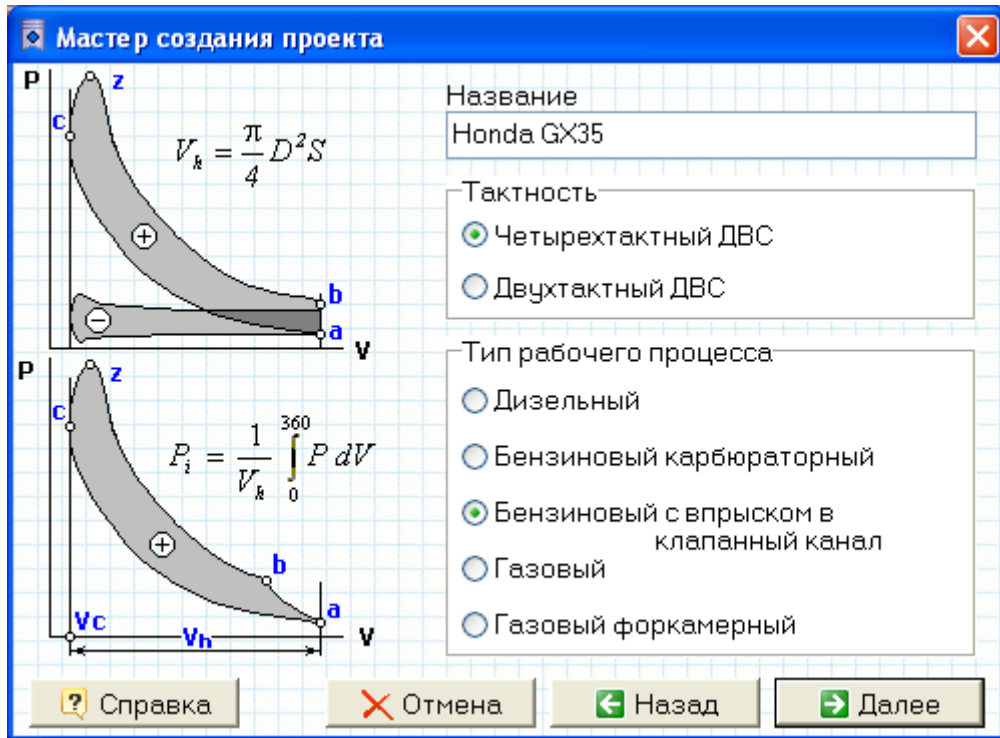 Мастер создания проекта
P
z
c
V_h = π/4 D²S
+
b
−
a
V
P
z
c
P_i = 1/V_h ∫₀³⁶⁰ P dV
+
b
a
Vc
Vh
V
Название
Honda GX35
Тактность
Четырехтактный ДВС
Двухтактный ДВС
Тип рабочего процесса
Дизельный
Бензиновый карбюраторный
Бензиновый с впрыском в
клапанный канал
Газовый
Газовый форкамерный
? Справка
Отмена
Назад
Далее